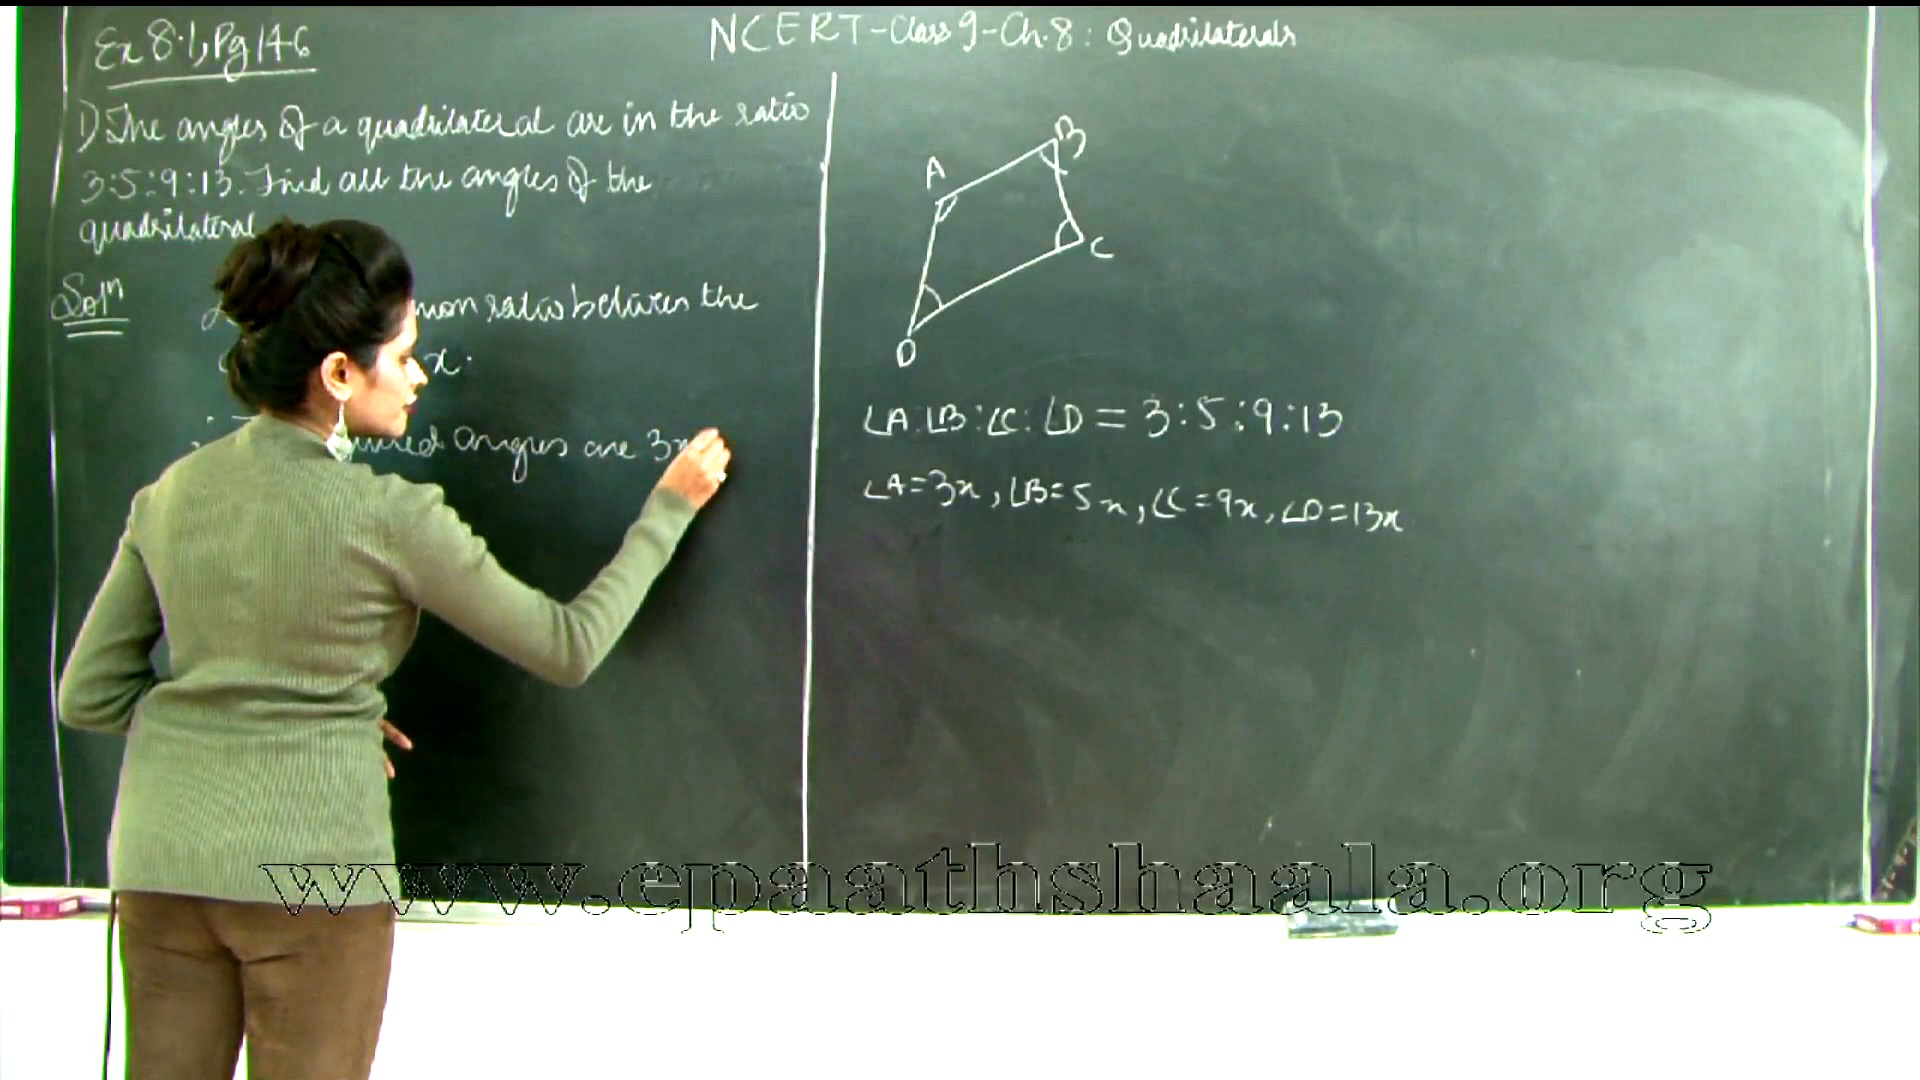 Ex 8.1, Pg 146
NCERT - Class 9 - Ch. 8 : Quadrilaterals
1) The angles of a quadrilateral are in the ratio
3:5:9:13. Find all the angles of the
quadrilateral
Solⁿ
ratio between the
x.
angles are 3x
A
B
C
D
∠A:∠B:∠C:∠D = 3:5:9:13
∠A=3x, ∠B=5x, ∠C=9x, ∠D=13x
www.epaathshaala.org